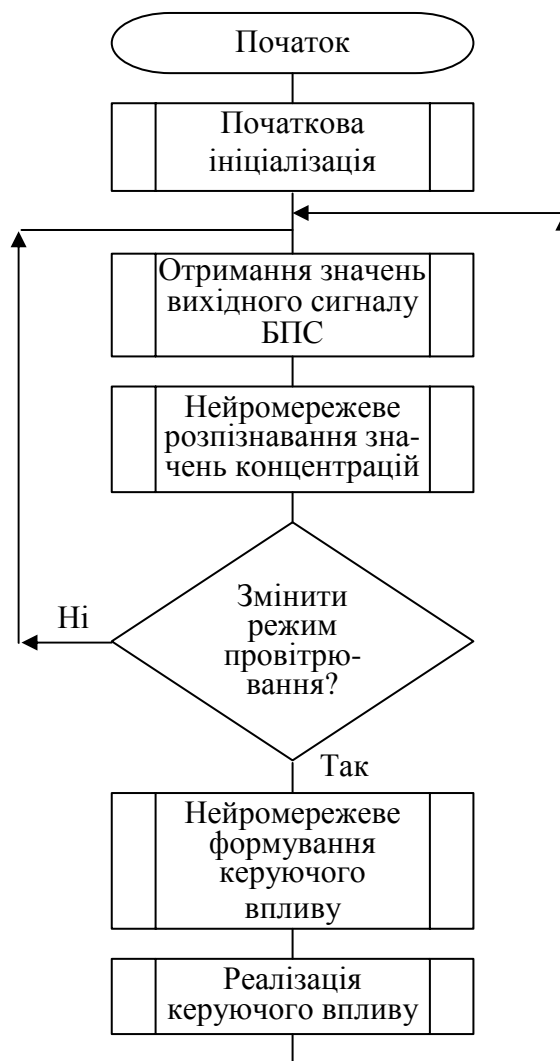 Початок
Початкова
ініціалізація
Отримання значень
вихідного сигналу
БПС
Нейромережеве
розпізнавання зна-
чень концентрацій
Змінити
режим
провітрю-
вання?
Ні
Так
Нейромережеве
формування
керуючого
впливу
Реалізація
керуючого впливу